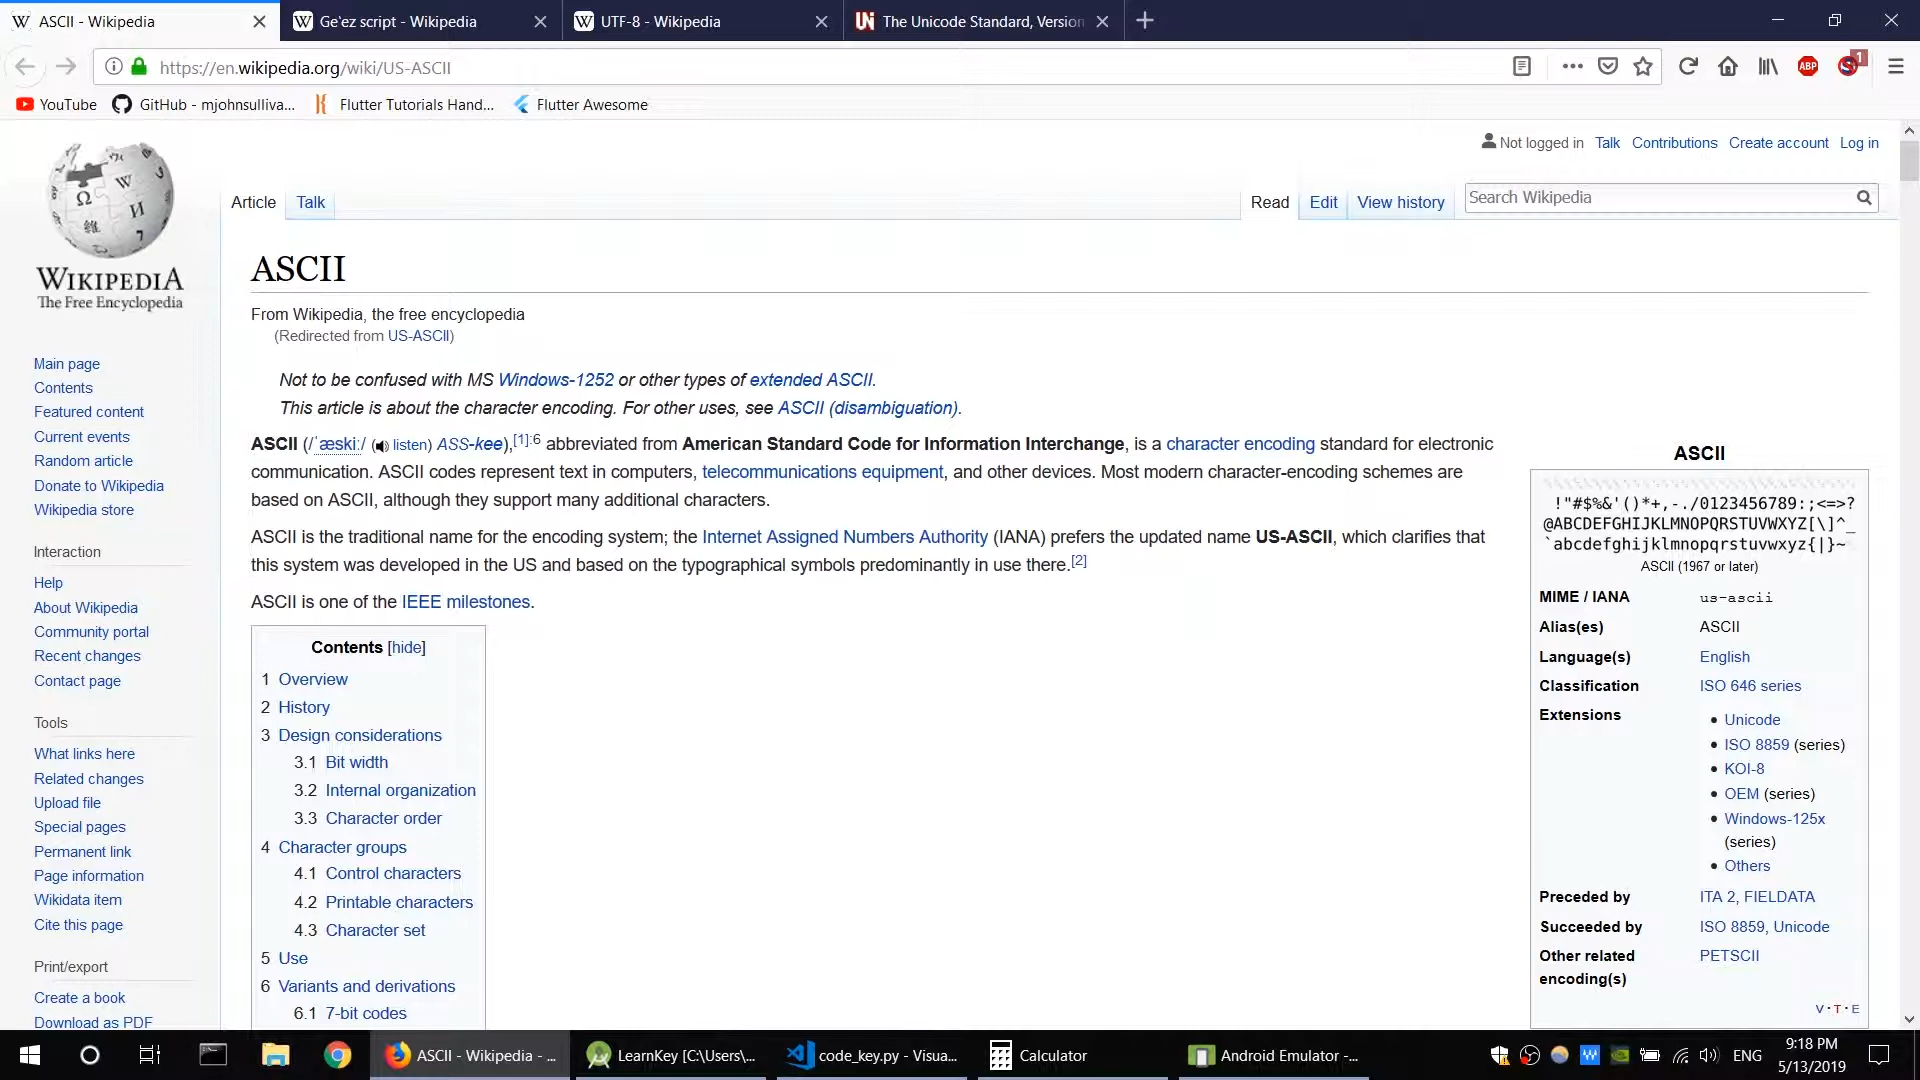 ASCII - Wikipedia
Ge'ez script - Wikipedia
UTF-8 - Wikipedia
The Unicode Standard, Version
https://en.wikipedia.org/wiki/US-ASCII
ABP
1
YouTube
GitHub - mjohnsulliva...
Flutter Tutorials Hand...
Flutter Awesome
Not logged in
Talk
Contributions
Create account
Log in
WIKIPEDIA
The Free Encyclopedia
Article
Talk
Read
Edit
View history
Search Wikipedia
ASCII
From Wikipedia, the free encyclopedia
(Redirected from US-ASCII)
Not to be confused with MS Windows-1252 or other types of extended ASCII.
This article is about the character encoding. For other uses, see ASCII (disambiguation).
ASCII (/ˈæskiː/ (listen) ASS-kee),[1]:6 abbreviated from American Standard Code for Information Interchange, is a character encoding standard for electronic
communication. ASCII codes represent text in computers, telecommunications equipment, and other devices. Most modern character-encoding schemes are
based on ASCII, although they support many additional characters.
ASCII is the traditional name for the encoding system; the Internet Assigned Numbers Authority (IANA) prefers the updated name US-ASCII, which clarifies that
this system was developed in the US and based on the typographical symbols predominantly in use there.[2]
ASCII is one of the IEEE milestones.
Contents [hide]
1 Overview
2 History
3 Design considerations
3.1 Bit width
3.2 Internal organization
3.3 Character order
4 Character groups
4.1 Control characters
4.2 Printable characters
4.3 Character set
5 Use
6 Variants and derivations
6.1 7-bit codes
ASCII
!"#$%&'()*+,-./0123456789:;<=>?
@ABCDEFGHIJKLMNOPQRSTUVWXYZ[\]^_
`abcdefghijklmnopqrstuvwxyz{|}~
ASCII (1967 or later)
MIME / IANA us-ascii
Alias(es) ASCII
Language(s) English
Classification ISO 646 series
Extensions
• Unicode
• ISO 8859 (series)
• KOI-8
• OEM (series)
• Windows-125x
(series)
• Others
Preceded by ITA 2, FIELDATA
Succeeded by ISO 8859, Unicode
Other related PETSCII
encoding(s)
V·T·E
Main page
Contents
Featured content
Current events
Random article
Donate to Wikipedia
Wikipedia store
Interaction
Help
About Wikipedia
Community portal
Recent changes
Contact page
Tools
What links here
Related changes
Upload file
Special pages
Permanent link
Page information
Wikidata item
Cite this page
Print/export
Create a book
Download as PDF
ASCII - Wikipedia - ...
LearnKey [C:\Users\...
code_key.py - Visua...
Calculator
Android Emulator -...
ENG
9:18 PM
5/13/2019